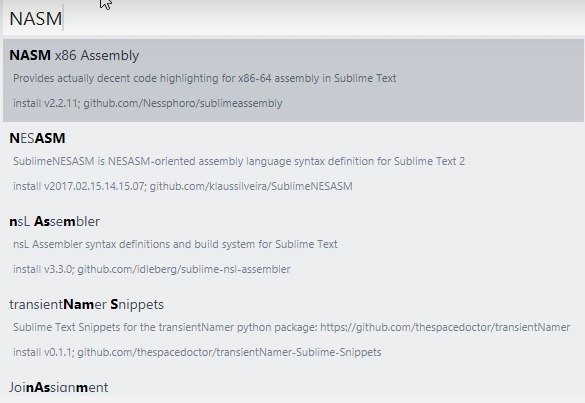 NASM
NASM x86 Assembly
Provides actually decent code highlighting for x86-64 assembly in Sublime Text
install v2.2.11; github.com/Nessphoro/sublimeassembly
NESASM
SublimeNESASM is NESASM-oriented assembly language syntax definition for Sublime Text 2
install v2017.02.15.14.15.07; github.com/klaussilveira/SublimeNESASM
nsL Assembler
nsL Assembler syntax definitions and build system for Sublime Text
install v3.3.0; github.com/idleberg/sublime-nsl-assembler
transientNamer Snippets
Sublime Text Snippets for the transientNamer python package: https://github.com/thespacedoctor/transientNamer
install v0.1.1; github.com/thespacedoctor/transientNamer-Sublime-Snippets
JoinAssianment